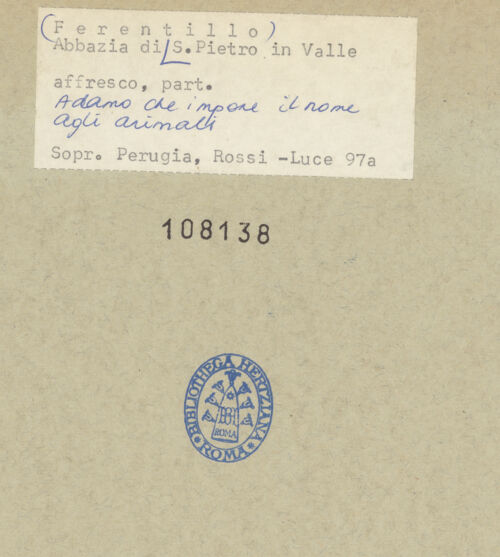 (Ferentillo)
Abbazia di S. Pietro in Valle
affresco, part.
Adamo che impone il nome
agli animali
Sopr. Perugia, Rossi -Luce 97a
108138
BIBLIOTHECA HERTZIANA
ROMA
ROMA